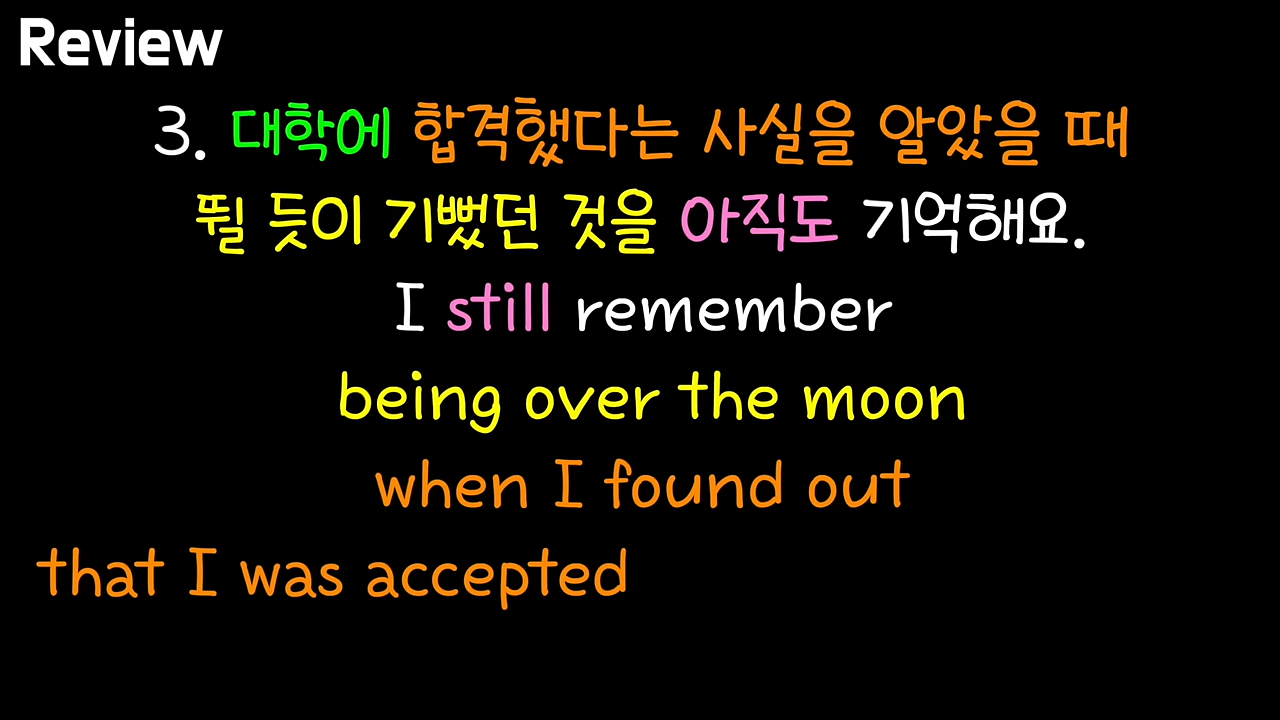 Review
3. 대학에 합격했다는 사실을 알았을 때
뛸 듯이 기뻤던 것을 아직도 기억해요.
I still remember
being over the moon
when I found out
that I was accepted